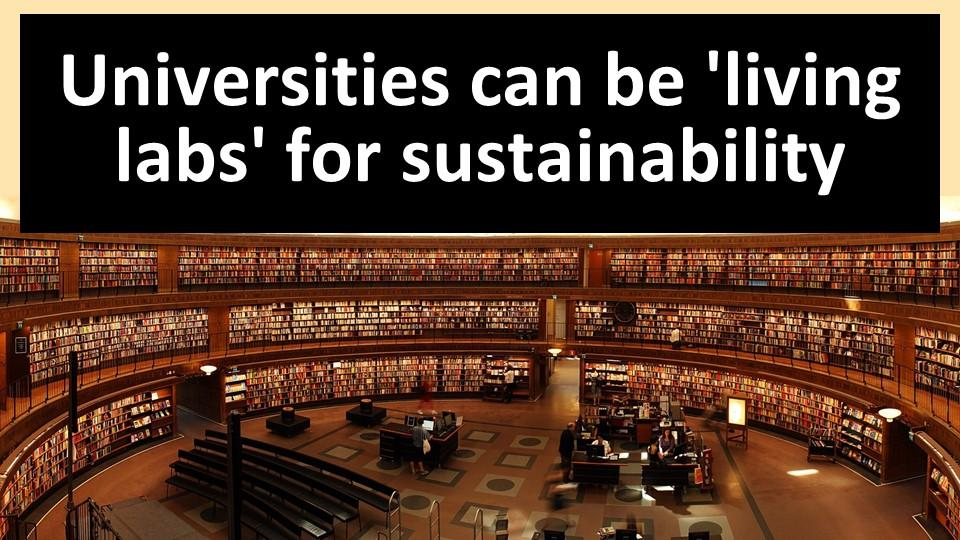 Universities can be 'living
labs' for sustainability